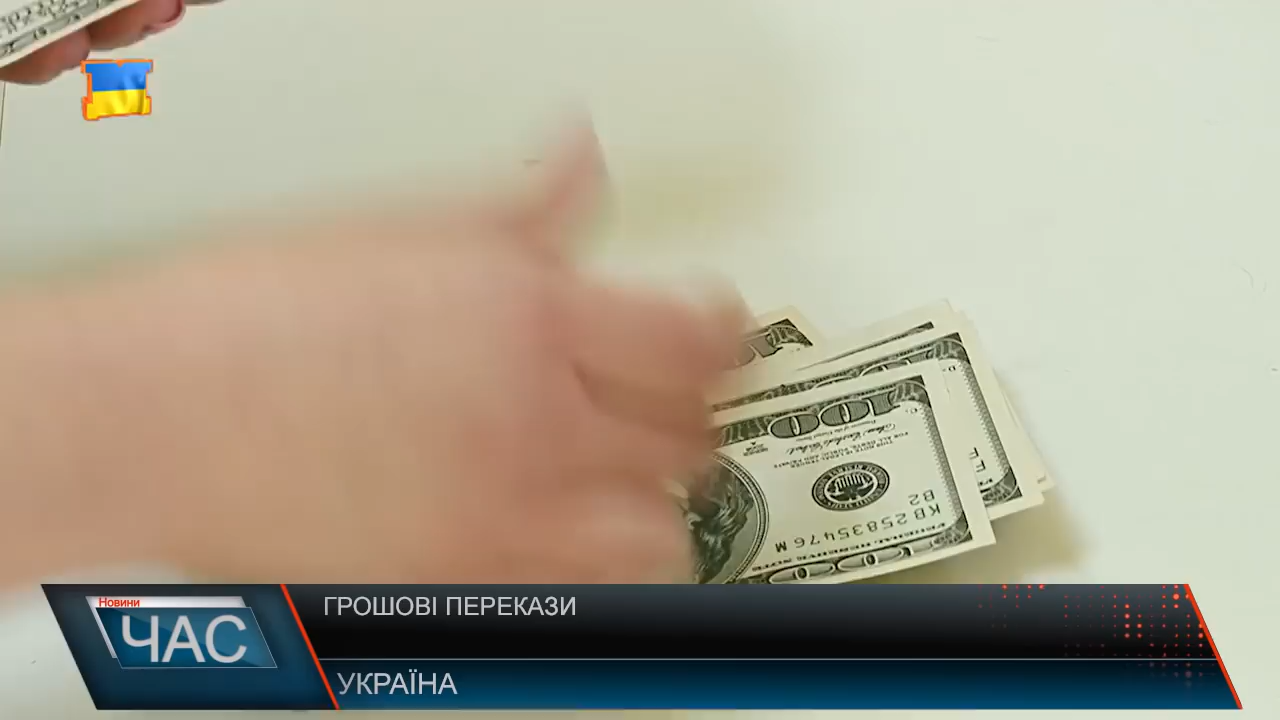 100
KB 25835476 M
B2
Новини
ЧАС
ГРОШОВІ ПЕРЕКАЗИ
УКРАЇНА